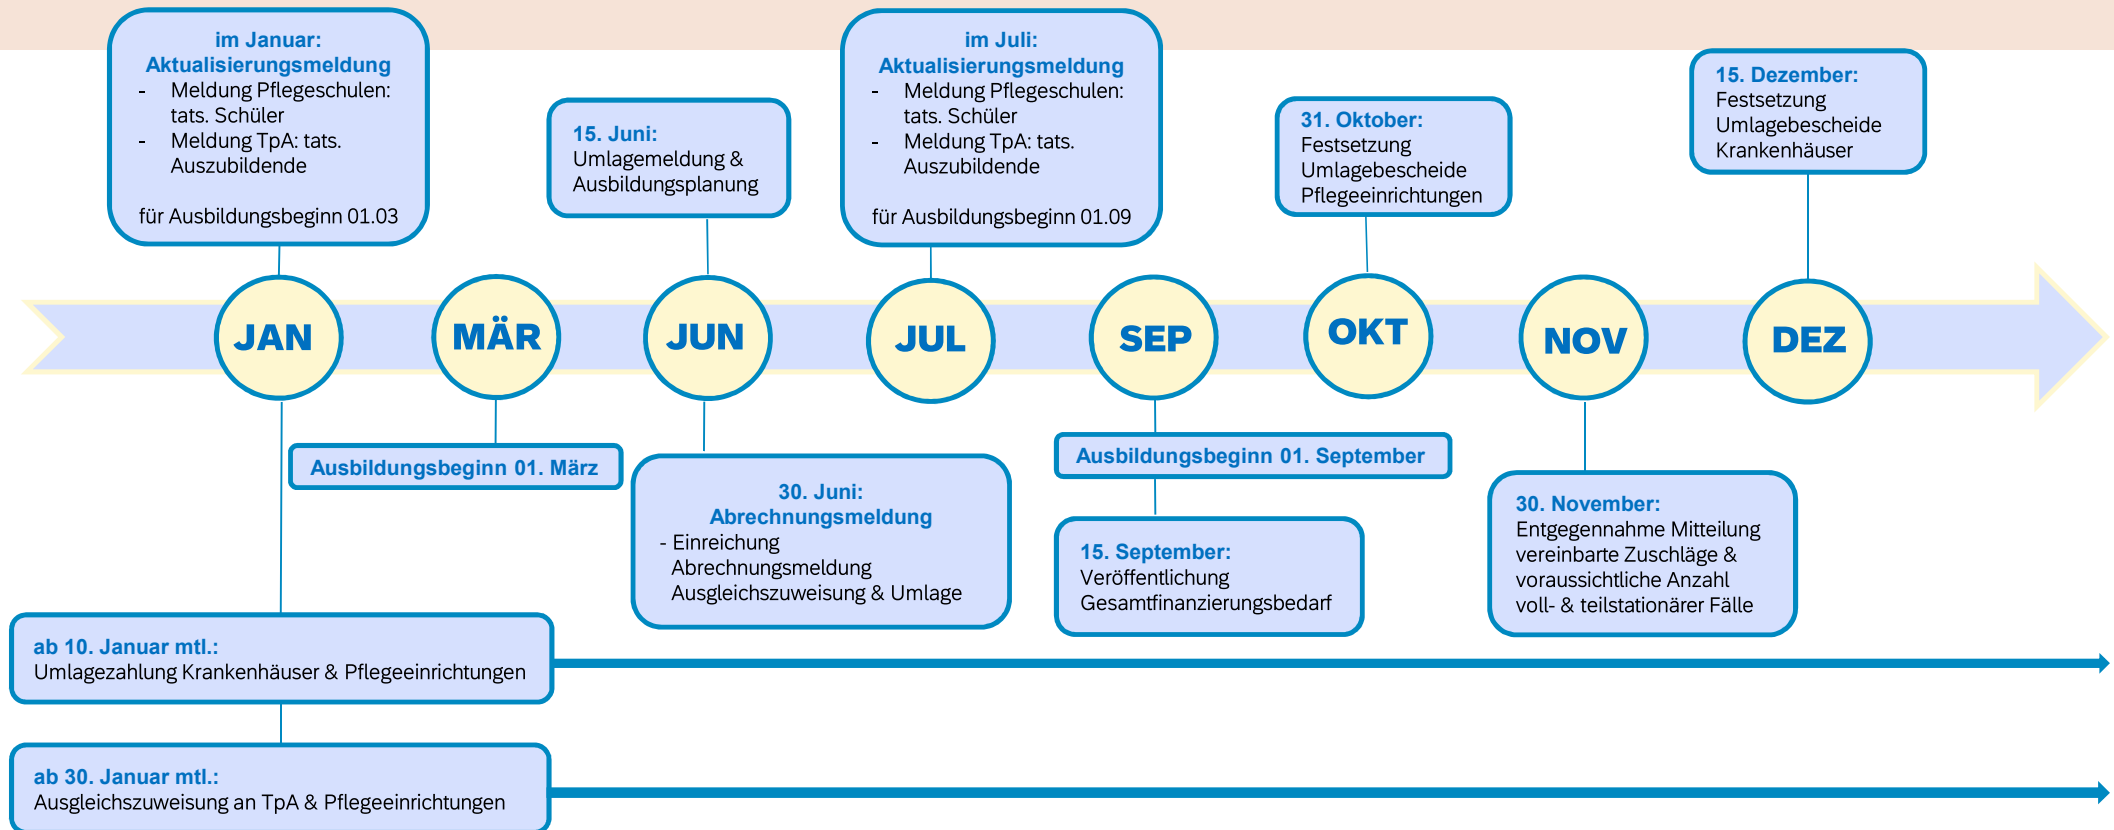 im Januar:
Aktualisierungsmeldung
- Meldung Pflegeschulen:
tats. Schüler
- Meldung TpA: tats.
Auszubildende
für Ausbildungsbeginn 01.03
15. Juni:
Umlagemeldung &
Ausbildungsplanung
im Juli:
Aktualisierungsmeldung
- Meldung Pflegeschulen:
tats. Schüler
- Meldung TpA: tats.
Auszubildende
für Ausbildungsbeginn 01.09
31. Oktober:
Festsetzung
Umlagebescheide
Pflegeeinrichtungen
15. Dezember:
Festsetzung
Umlagebescheide
Krankenhäuser
JAN
MÄR
JUN
JUL
SEP
OKT
NOV
DEZ
Ausbildungsbeginn 01. März
30. Juni:
Abrechnungsmeldung
- Einreichung
Abrechnungsmeldung
Ausgleichszuweisung & Umlage
Ausbildungsbeginn 01. September
15. September:
Veröffentlichung
Gesamtfinanzierungsbedarf
30. November:
Entgegennahme Mitteilung
vereinbarte Zuschläge &
voraussichtliche Anzahl
voll- & teilstationärer Fälle
ab 10. Januar mtl.:
Umlagezahlung Krankenhäuser & Pflegeeinrichtungen
ab 30. Januar mtl.:
Ausgleichszuweisung an TpA & Pflegeeinrichtungen